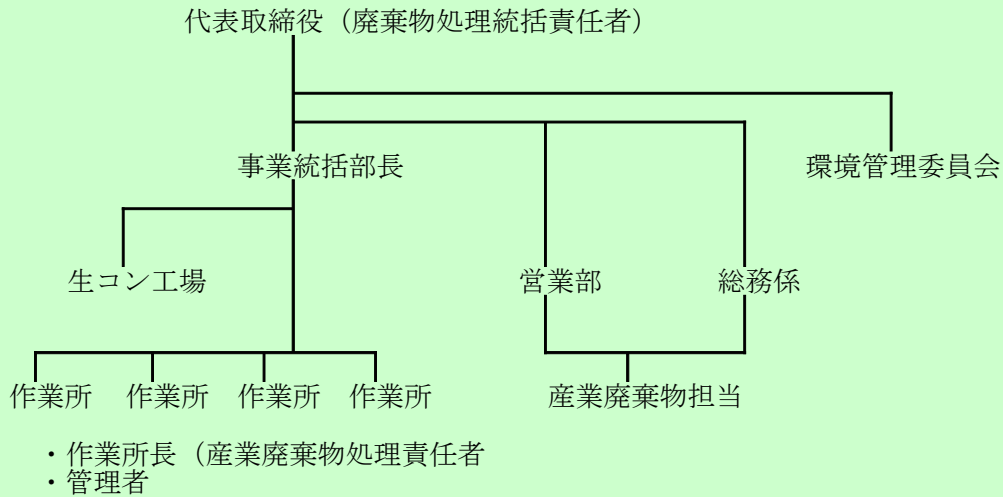 代表取締役（廃棄物処理統括責任者）
事業統括部長 環境管理委員会
生コン工場 営業部 総務係
作業所 作業所 作業所 作業所 産業廃棄物担当
・作業所長（産業廃棄物処理責任者
・管理者